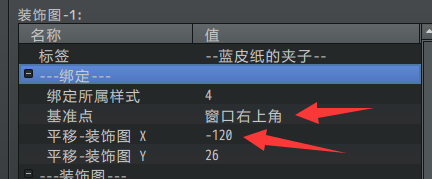 装饰图-1:
名称 值
标签 --蓝皮纸的夹子--
---绑定---
绑定所属样式 4
基准点 窗口右上角
平移-装饰图 X -120
平移-装饰图 Y 26
---装饰图---